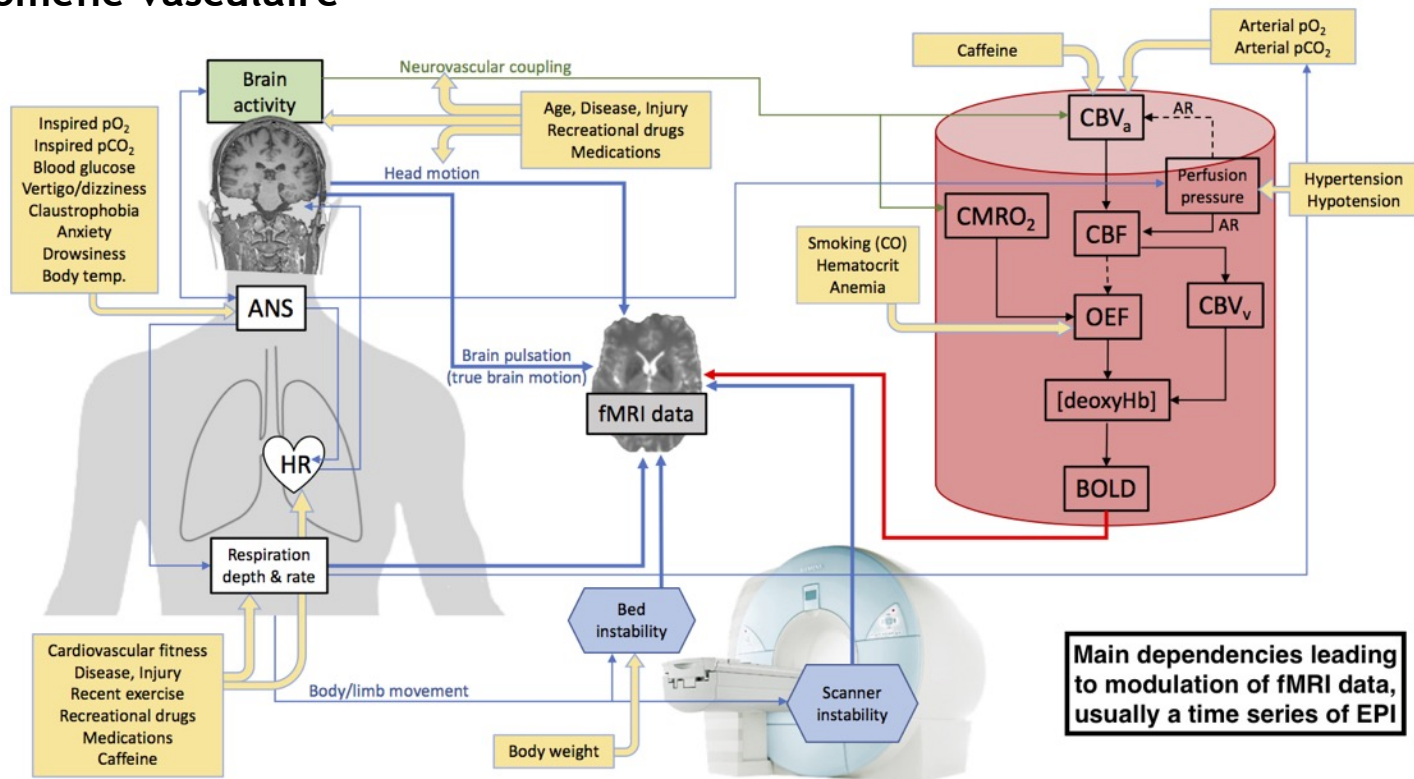 omène vasculaire
Brain
activity
Neurovascular coupling
Age, Disease, Injury
Recreational drugs
Medications
Head motion
Inspired pO₂
Inspired pCO₂
Blood glucose
Vertigo/dizziness
Claustrophobia
Anxiety
Drowsiness
Body temp.
ANS
HR
Respiration
depth & rate
Cardiovascular fitness
Disease, Injury
Recent exercise
Recreational drugs
Medications
Caffeine
Brain pulsation
(true brain motion)
fMRI data
Body/limb movement
Bed
instability
Body weight
Scanner
instability
Caffeine
Arterial pO₂
Arterial pCO₂
CBVₐ
AR
Perfusion
pressure
AR
Hypertension
Hypotension
CMRO₂
CBF
Smoking (CO)
Hematocrit
Anemia
OEF
CBVᵥ
[deoxyHb]
BOLD
Main dependencies leading
to modulation of fMRI data,
usually a time series of EPI